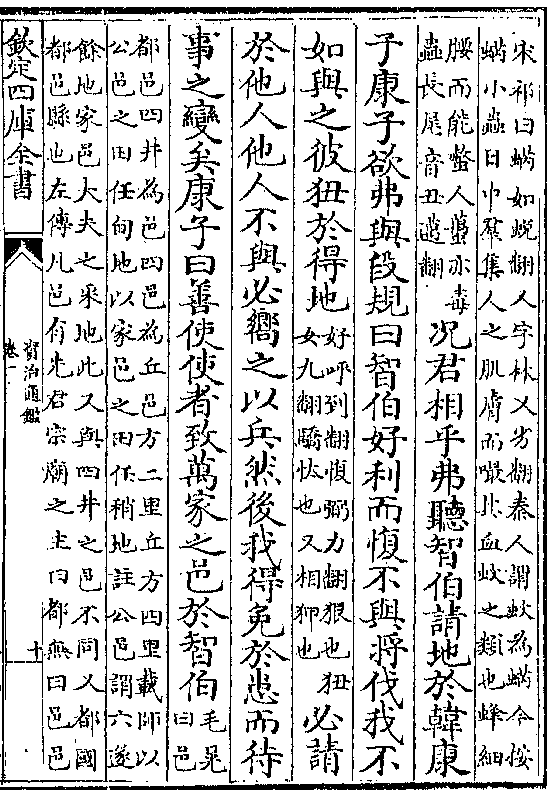 宋祁曰蜹如蜕翻人字林乂劣翻秦人謂蚊為蜹今按
蜹小蟲日中羣集人之肌膚而嘬其血蚊之類也蜂細
腰而能螫人蠆亦毒
蟲長尾音丑邁翻
况君相乎弗聽智伯請地於韓康
子康子欲弗與段規曰智伯好利而愎不與將伐我不
如與之彼狃於得地
好呼到翻愎弼力翻狠也狃
女九翻驕忲也又相狎也
必請
於他人他人不與必嚮之以兵然後我得免於患而待
事之變矣康子曰善使使者致萬家之邑於智伯
毛晃
曰邑
都邑四井為邑四邑為丘邑方二里丘方四里載師以
公邑之田任甸地以家邑之田任稍地註公邑謂六遂
餘地家邑大夫之采地此又與四井之邑不同又都國
都邑縣也左傳凡邑有先君宗廟之主曰都無曰邑邑
欽定四庫全書
資治通鑑
卷一
十